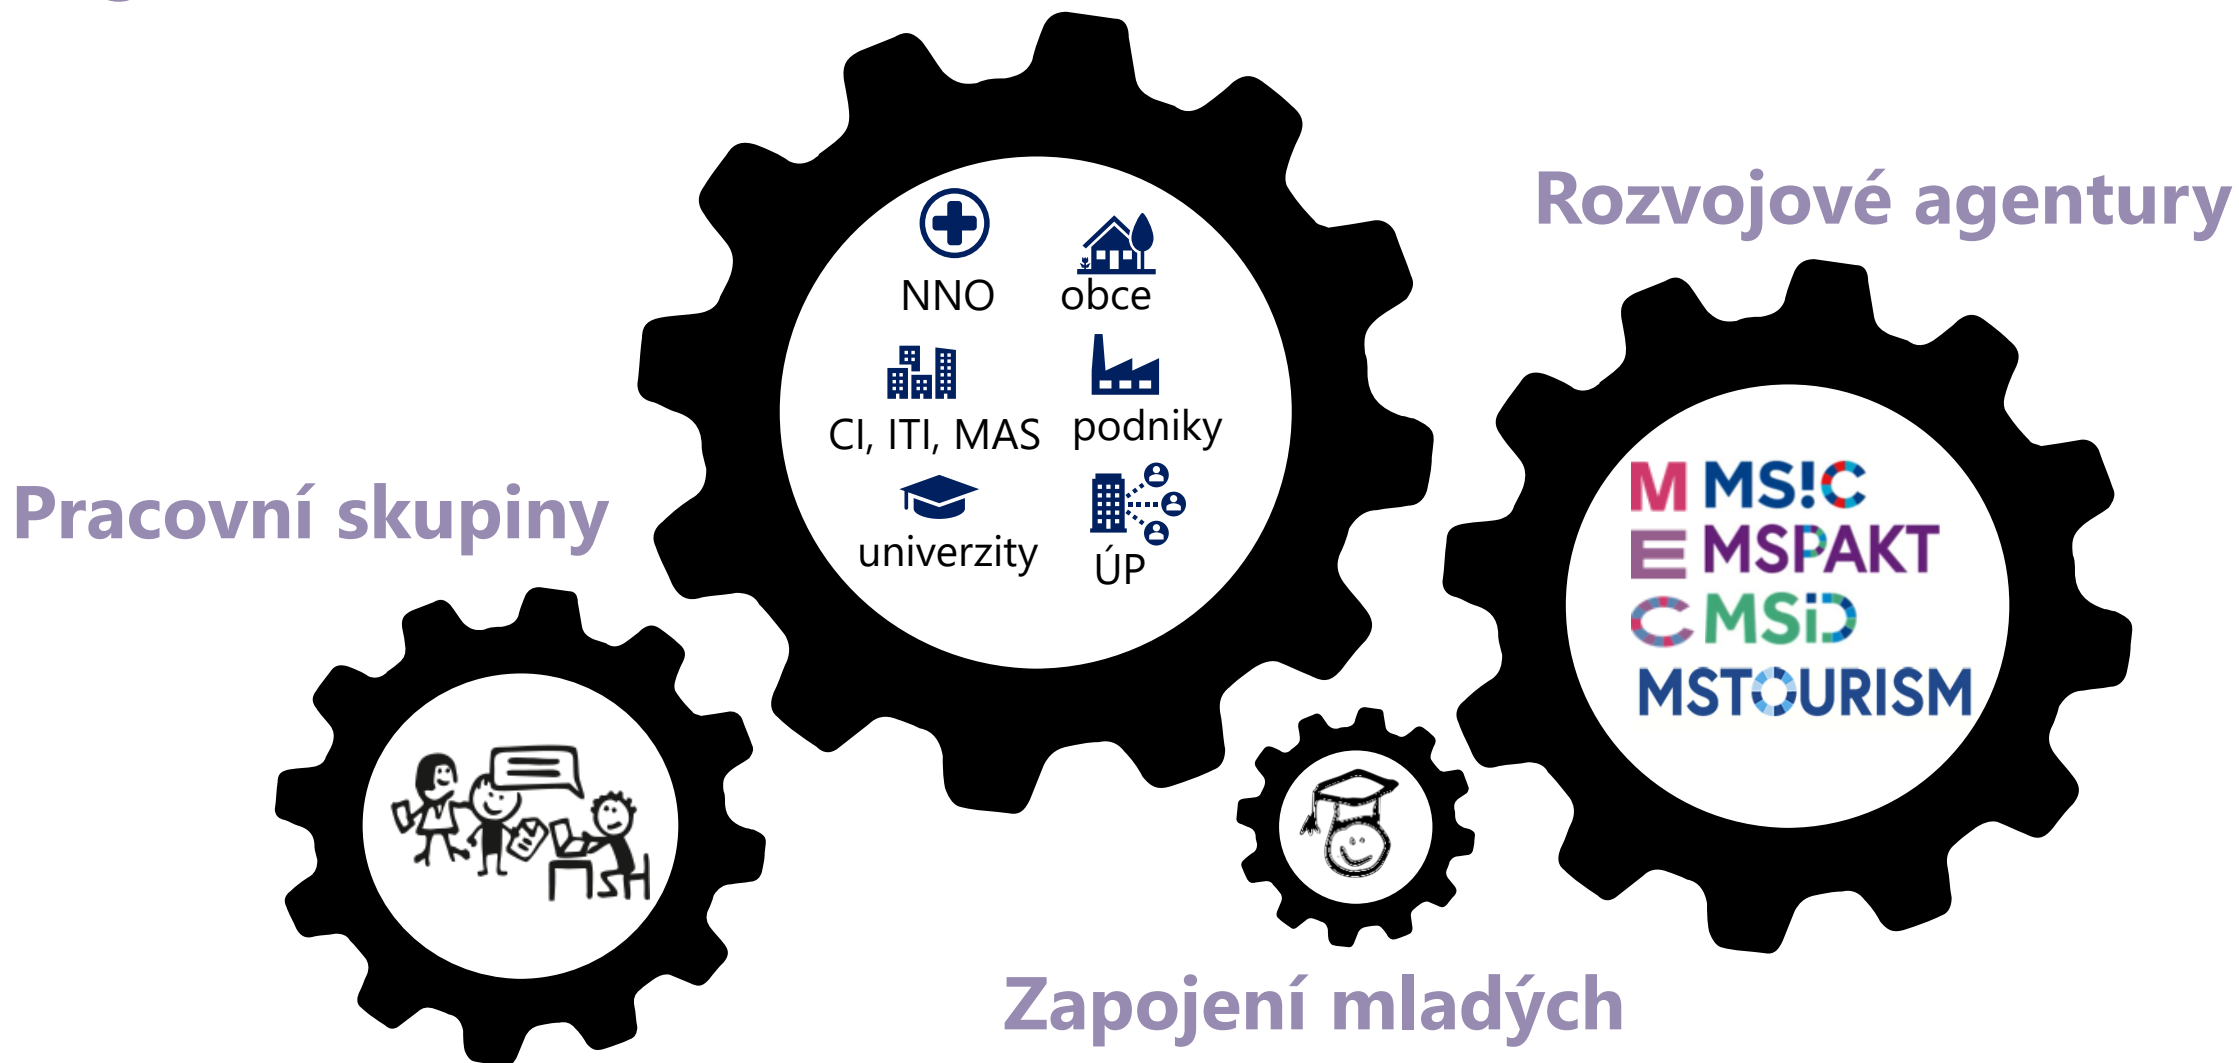 NNO
obce
CI, ITI, MAS
podniky
univerzity
ÚP
Rozvojové agentury
M MS!C
E MSPAKT
C MSiD
MSTOURISM
Pracovní skupiny
Zapojení mladých